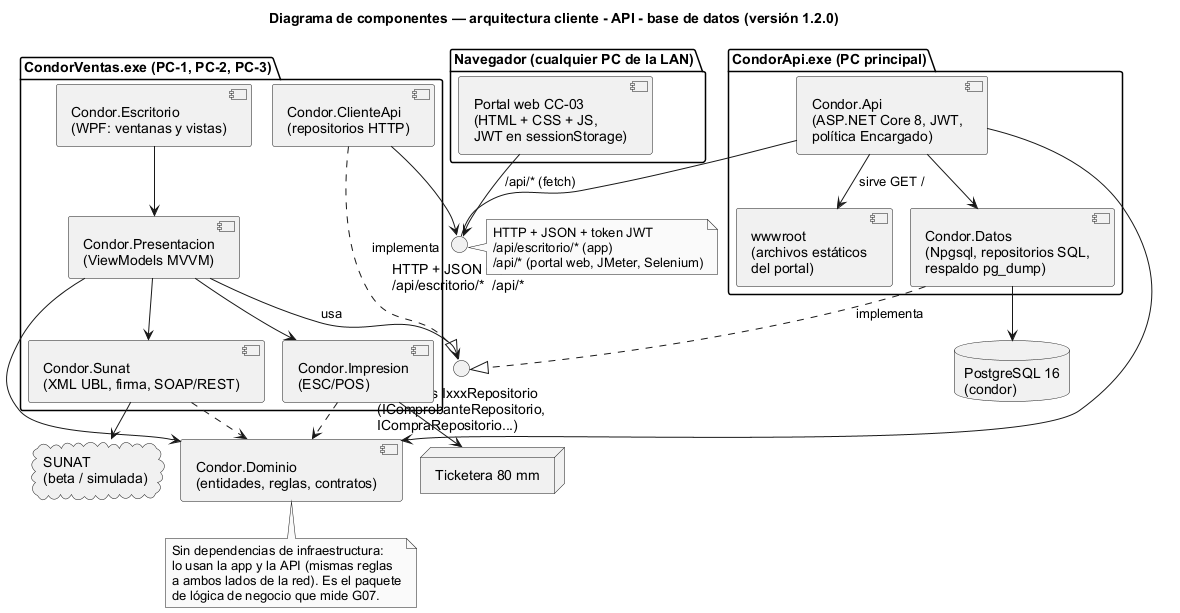 Diagrama de componentes — arquitectura cliente - API - base de datos (versión 1.2.0)
CondorVentas.exe (PC-1, PC-2, PC-3)
Condor.Escritorio
(WPF: ventanas y vistas)
Condor.ClienteApi
(repositorios HTTP)
Navegador (cualquier PC de la LAN)
Portal web CC-03
(HTML + CSS + JS,
JWT en sessionStorage)
CondorApi.exe (PC principal)
Condor.Api
(ASP.NET Core 8, JWT,
política Encargado)
/api/* (fetch)
sirve GET /
Condor.Presentacion
(ViewModels MVVM)
implementa
HTTP + JSON
/api/escritorio/*  /api/*
HTTP + JSON + token JWT
/api/escritorio/* (app)
/api/* (portal web, JMeter, Selenium)
wwwroot
(archivos estáticos
del portal)
Condor.Datos
(Npgsql, repositorios SQL,
respaldo pg_dump)
usa
implementa
Condor.Sunat
(XML UBL, firma, SOAP/REST)
Condor.Impresion
(ESC/POS)
IxxxRepositorio
(IComprobanteRepositorio,
ICompraRepositorio...)
PostgreSQL 16
(condor)
SUNAT
(beta / simulada)
Condor.Dominio
(entidades, reglas, contratos)
Ticketera 80 mm
Sin dependencias de infraestructura:
lo usan la app y la API (mismas reglas
a ambos lados de la red). Es el paquete
de lógica de negocio que mide G07.